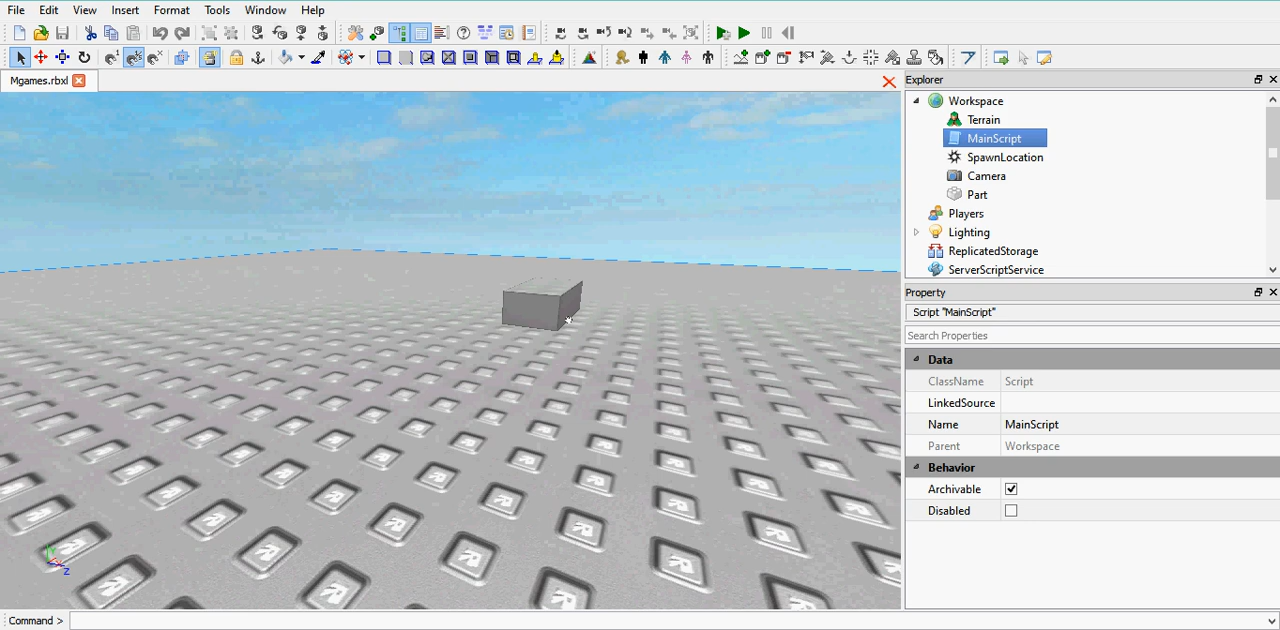 File Edit View Insert Format Tools Window Help
Mgames.rbxl
Explorer
Workspace
Terrain
MainScript
SpawnLocation
Camera
Part
Players
Lighting
ReplicatedStorage
ServerScriptService
Property
Script "MainScript"
Search Properties
Data
ClassName Script
LinkedSource
Name MainScript
Parent Workspace
Behavior
Archivable
Disabled
Z
Command >